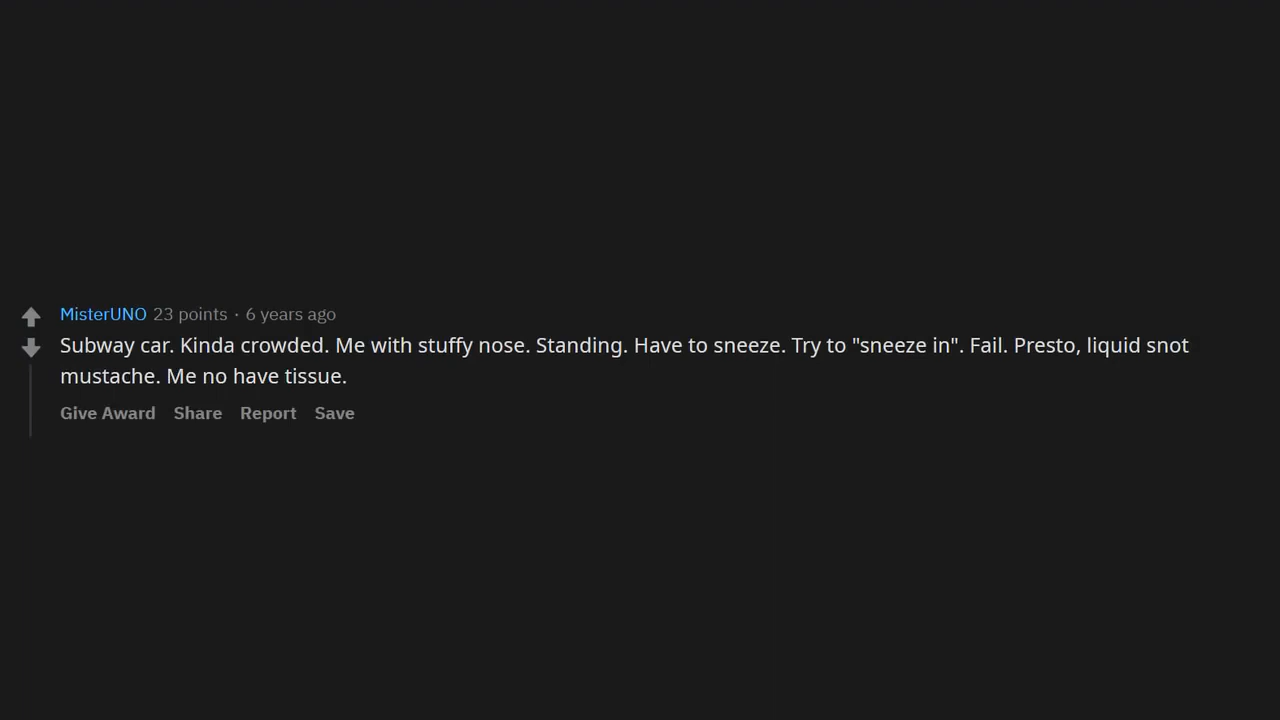 MisterUNO 23 points · 6 years ago
Subway car. Kinda crowded. Me with stuffy nose. Standing. Have to sneeze. Try to "sneeze in". Fail. Presto, liquid snot
mustache. Me no have tissue.
Give Award Share Report Save